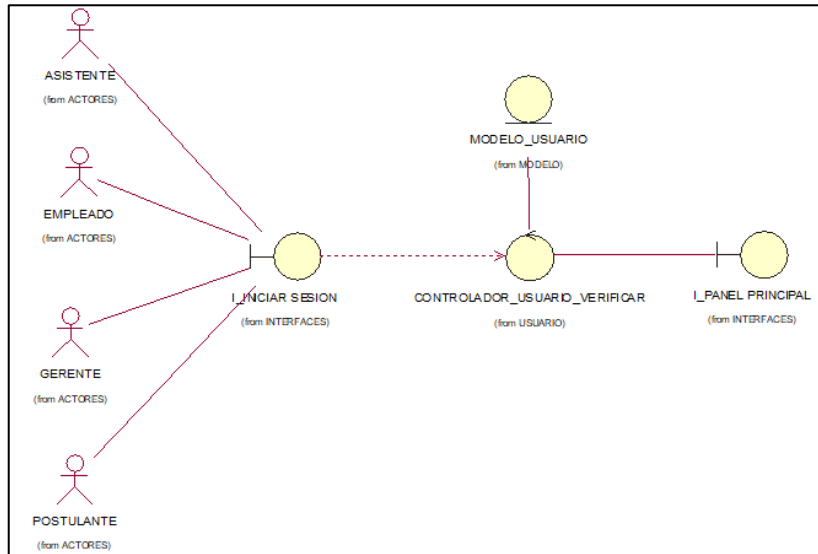 ASISTENTE
(from ACTORES)
EMPLEADO
(from ACTORES)
GERENTE
(from ACTORES)
POSTULANTE
(from ACTORES)
I_INICIAR SESION
(from INTERFACES)
MODELO_USUARIO
(from MODELO)
CONTROLADOR_USUARIO_VERIFICAR
(from USUARIO)
I_PANEL PRINCIPAL
(from INTERFACES)